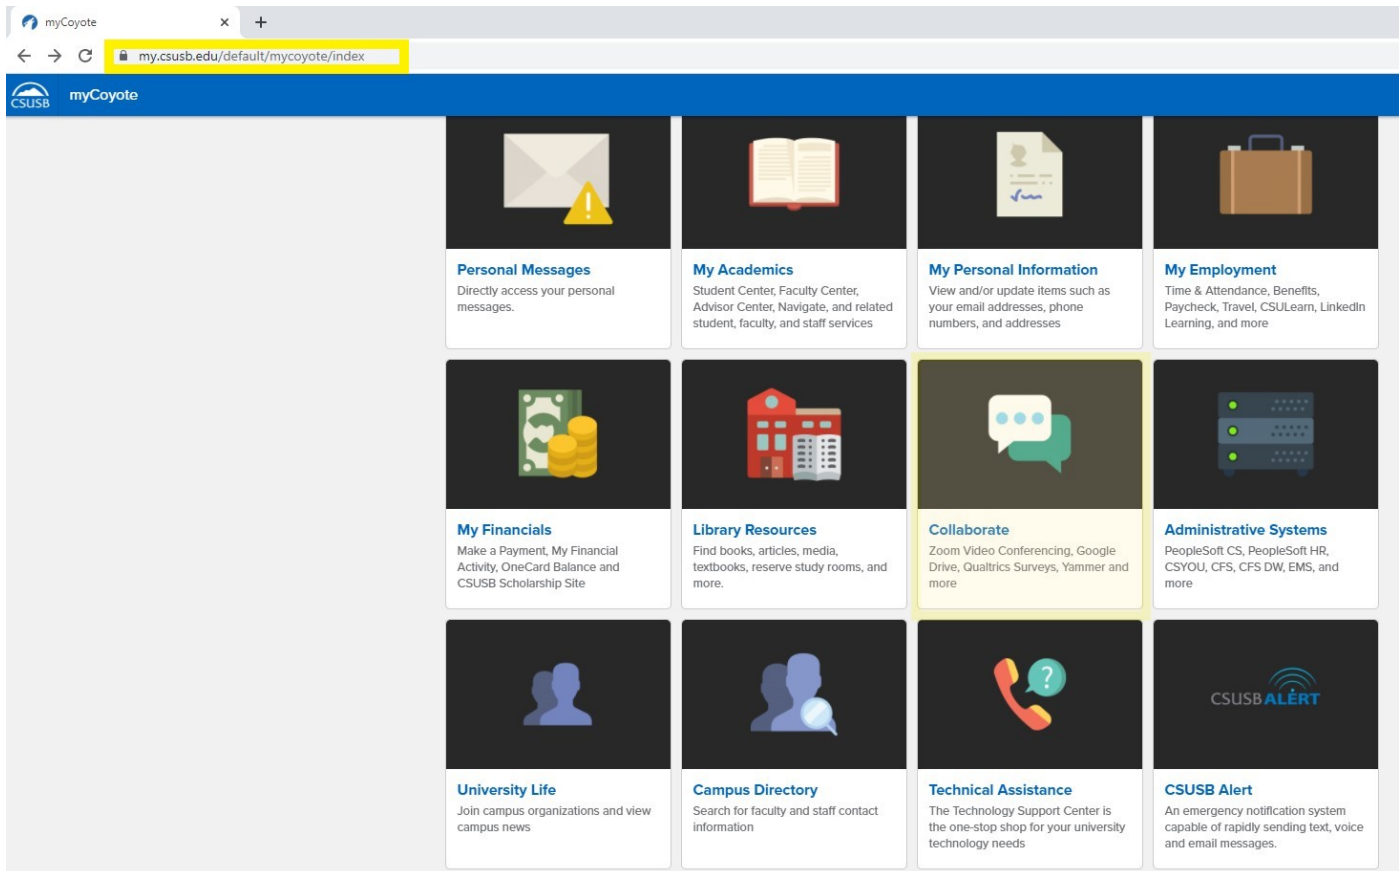 myCoyote
my.csusb.edu/default/mycoyote/index
CSUSB
myCoyote
Personal Messages
Directly access your personal
messages.
My Academics
Student Center, Faculty Center,
Advisor Center, Navigate, and related
student, faculty, and staff services
My Personal Information
View and/or update items such as
your email addresses, phone
numbers, and addresses
My Employment
Time & Attendance, Benefits,
Paycheck, Travel, CSULearn, LinkedIn
Learning, and more
My Financials
Make a Payment, My Financial
Activity, OneCard Balance and
CSUSB Scholarship Site
Library Resources
Find books, articles, media,
textbooks, reserve study rooms, and
more.
Collaborate
Zoom Video Conferencing, Google
Drive, Qualtrics Surveys, Yammer and
more
Administrative Systems
PeopleSoft CS, PeopleSoft HR,
CSYOU, CFS, CFS DW, EMS, and
more
University Life
Join campus organizations and view
campus news
Campus Directory
Search for faculty and staff contact
information
Technical Assistance
The Technology Support Center is
the one-stop shop for your university
technology needs
CSUSB ALERT
CSUSB Alert
An emergency notification system
capable of rapidly sending text, voice
and email messages.